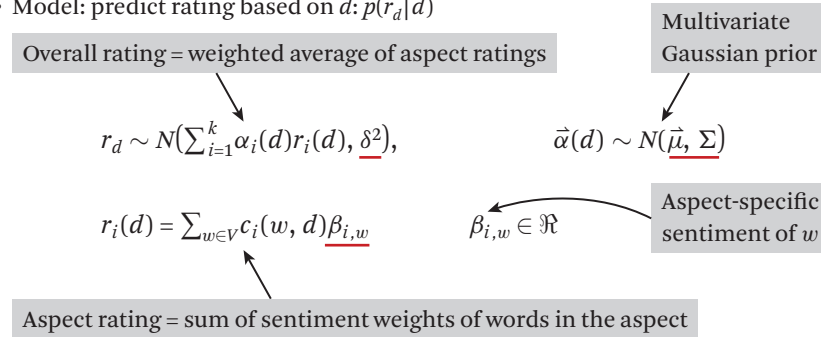 • Model: predict rating based on d: p(r_d|d)
Multivariate
Gaussian prior
Overall rating = weighted average of aspect ratings
r_d ∼ N(∑_{i=1}^{k} α_i(d)r_i(d), δ²),
α⃗(d) ∼ N(μ⃗, Σ)
r_i(d) = ∑_{w∈V} c_i(w, d)β_{i,w}
β_{i,w} ∈ ℜ
Aspect-specific
sentiment of w
Aspect rating = sum of sentiment weights of words in the aspect